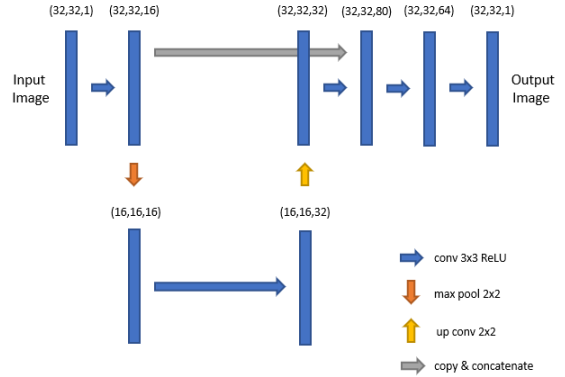 (32,32,1)
(32,32,16)
(32,32,32)
(32,32,80)
(32,32,64)
(32,32,1)
Input
Image
Output
Image
(16,16,16)
(16,16,32)
conv 3x3 ReLU
max pool 2x2
up conv 2x2
copy & concatenate